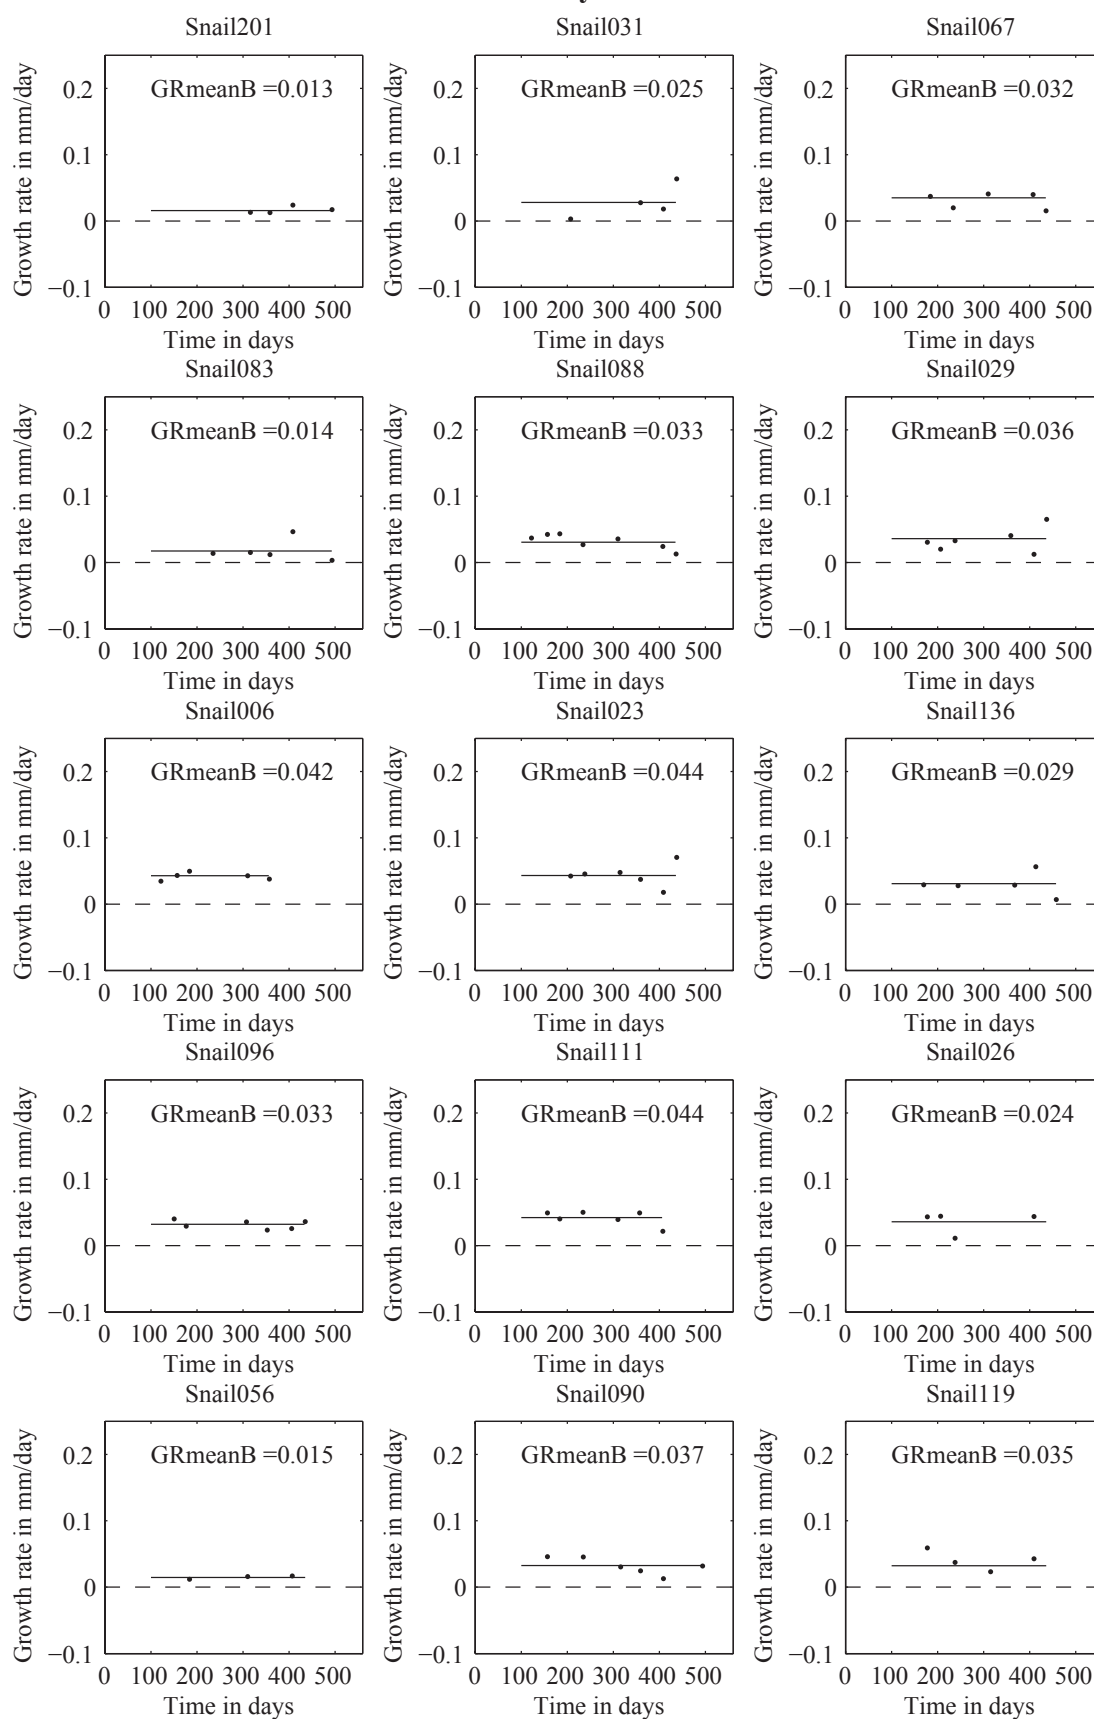 Snail201 Snail031 Snail067
Growth rate in mm/day Growth rate in mm/day Growth rate in mm/day
GRmeanB =0.013 GRmeanB =0.025 GRmeanB =0.032
0.2 0.2 0.2
0.1 0.1 0.1
0 0 0
−0.1 −0.1 −0.1
0 100 200 300 400 500 0 100 200 300 400 500 0 100 200 300 400 500
Time in days Time in days Time in days
Snail083 Snail088 Snail029
Growth rate in mm/day Growth rate in mm/day Growth rate in mm/day
GRmeanB =0.014 GRmeanB =0.033 GRmeanB =0.036
0.2 0.2 0.2
0.1 0.1 0.1
0 0 0
−0.1 −0.1 −0.1
0 100 200 300 400 500 0 100 200 300 400 500 0 100 200 300 400 500
Time in days Time in days Time in days
Snail006 Snail023 Snail136
Growth rate in mm/day Growth rate in mm/day Growth rate in mm/day
GRmeanB =0.042 GRmeanB =0.044 GRmeanB =0.029
0.2 0.2 0.2
0.1 0.1 0.1
0 0 0
−0.1 −0.1 −0.1
0 100 200 300 400 500 0 100 200 300 400 500 0 100 200 300 400 500
Time in days Time in days Time in days
Snail096 Snail111 Snail026
Growth rate in mm/day Growth rate in mm/day Growth rate in mm/day
GRmeanB =0.033 GRmeanB =0.044 GRmeanB =0.024
0.2 0.2 0.2
0.1 0.1 0.1
0 0 0
−0.1 −0.1 −0.1
0 100 200 300 400 500 0 100 200 300 400 500 0 100 200 300 400 500
Time in days Time in days Time in days
Snail056 Snail090 Snail119
Growth rate in mm/day Growth rate in mm/day Growth rate in mm/day
GRmeanB =0.015 GRmeanB =0.037 GRmeanB =0.035
0.2 0.2 0.2
0.1 0.1 0.1
0 0 0
−0.1 −0.1 −0.1
0 100 200 300 400 500 0 100 200 300 400 500 0 100 200 300 400 500
Time in days Time in days Time in days